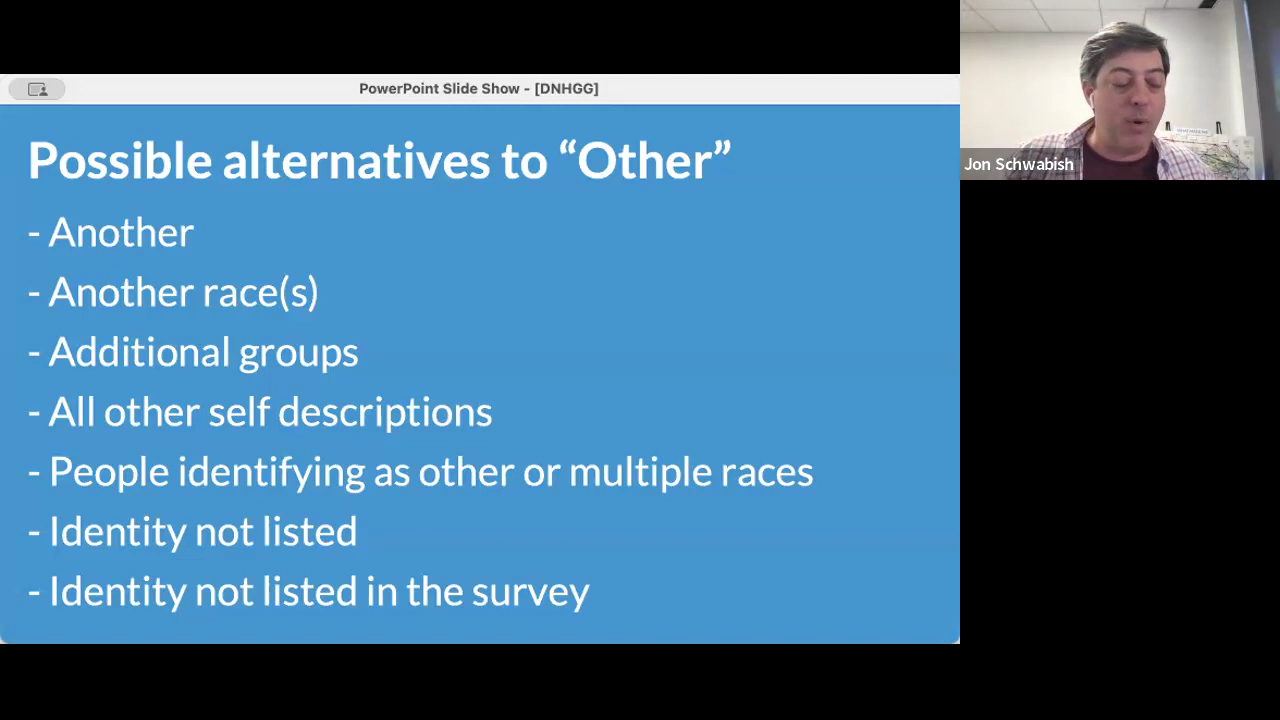 PowerPoint Slide Show - [DNHGG]
Possible alternatives to “Other”
- Another
- Another race(s)
- Additional groups
- All other self descriptions
- People identifying as other or multiple races
- Identity not listed
- Identity not listed in the survey
Jon Schwabish